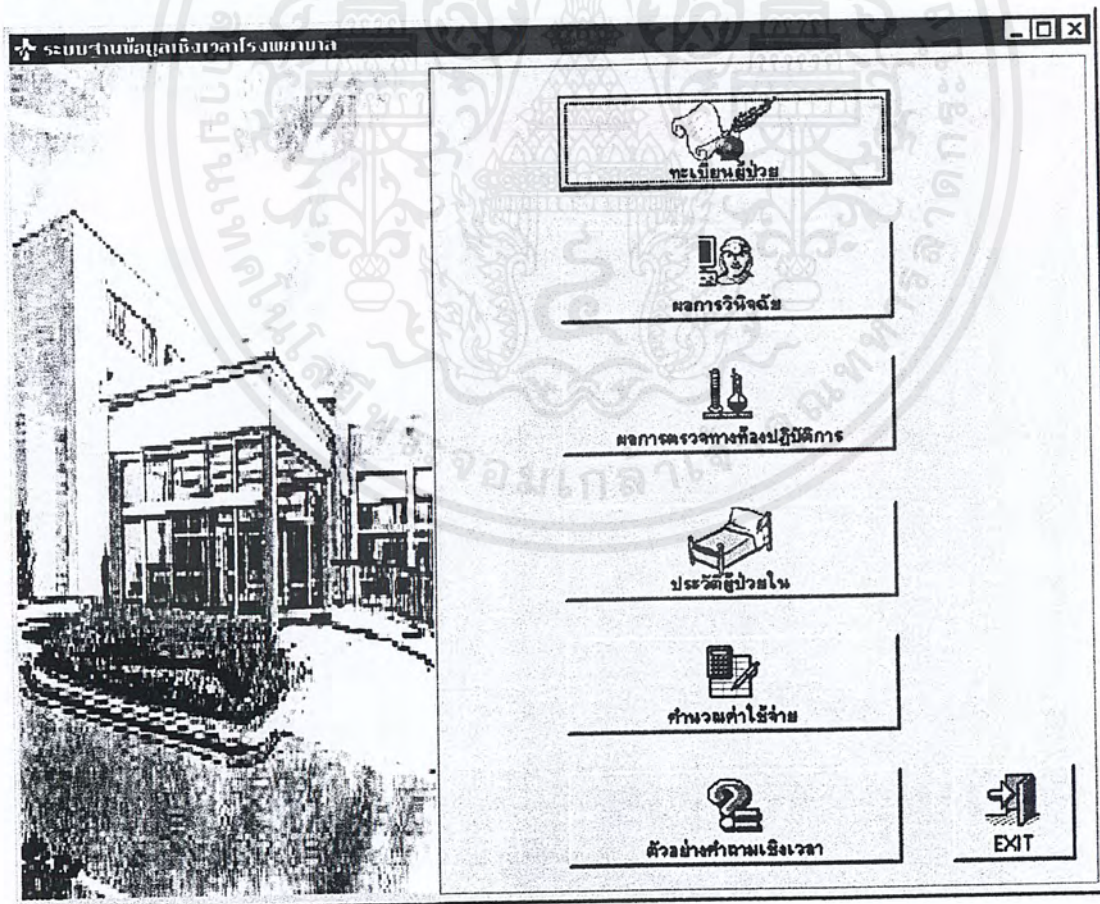 ระบบฐานข้อมูลเชิงเวลาโรงพยาบาล
ทะเบียนผู้ป่วย
ผลการวินิจฉัย
ผลการตรวจทางห้องปฏิบัติการ
ประวัติผู้ป่วยใน
คำนวณค่าใช้จ่าย
ตัวอย่างคำถามเชิงเวลา
EXIT